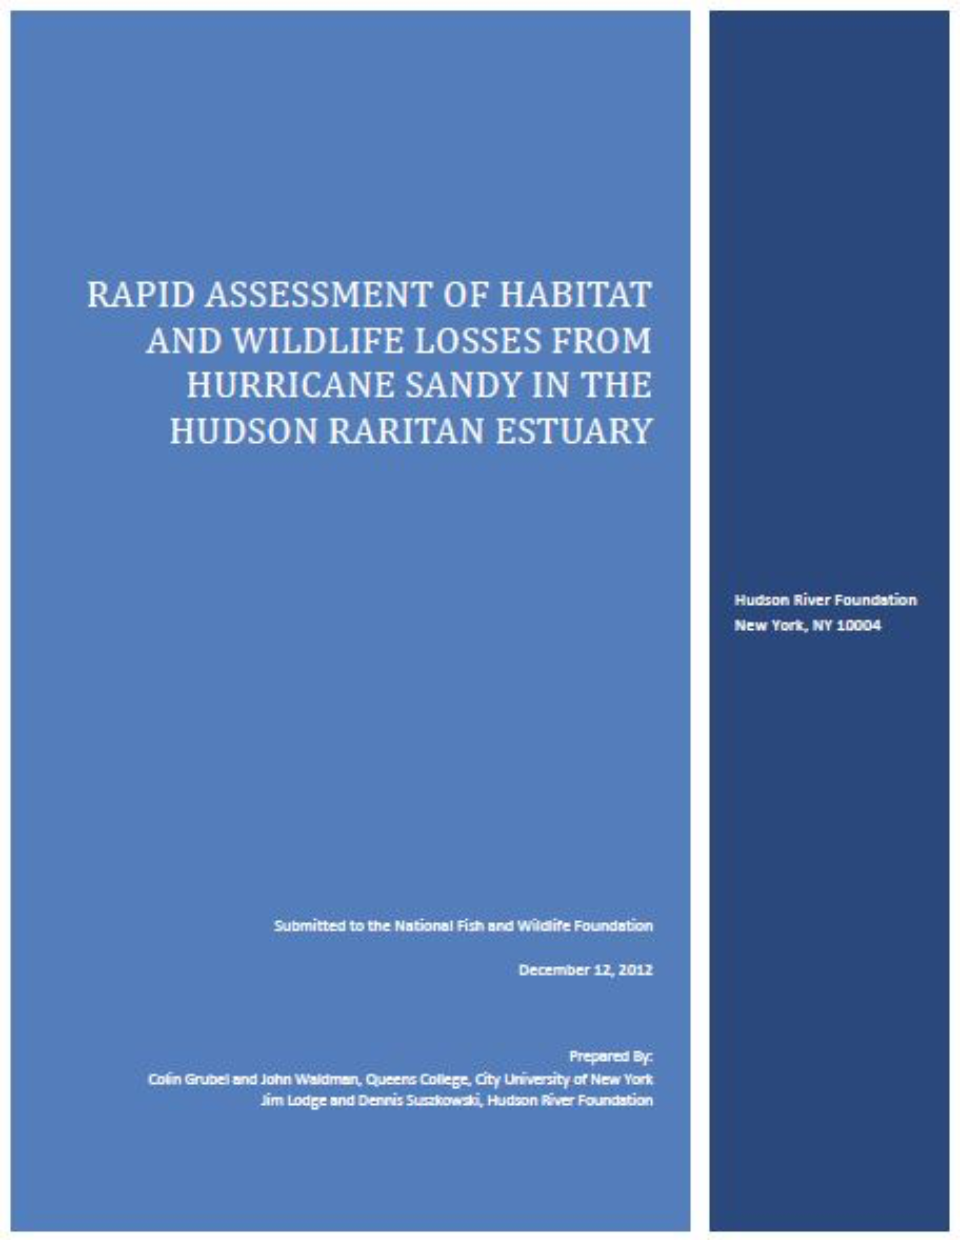 RAPID ASSESSMENT OF HABITAT
AND WILDLIFE LOSSES FROM
HURRICANE SANDY IN THE
HUDSON RARITAN ESTUARY
Hudson River Foundation
New York, NY 10004
Submitted to the National Fish and Wildlife Foundation
December 12, 2012
Prepared By:
Colin Grubel and John Waldman, Queens College, City University of New York
Jim Lodge and Dennis Suszkowski, Hudson River Foundation